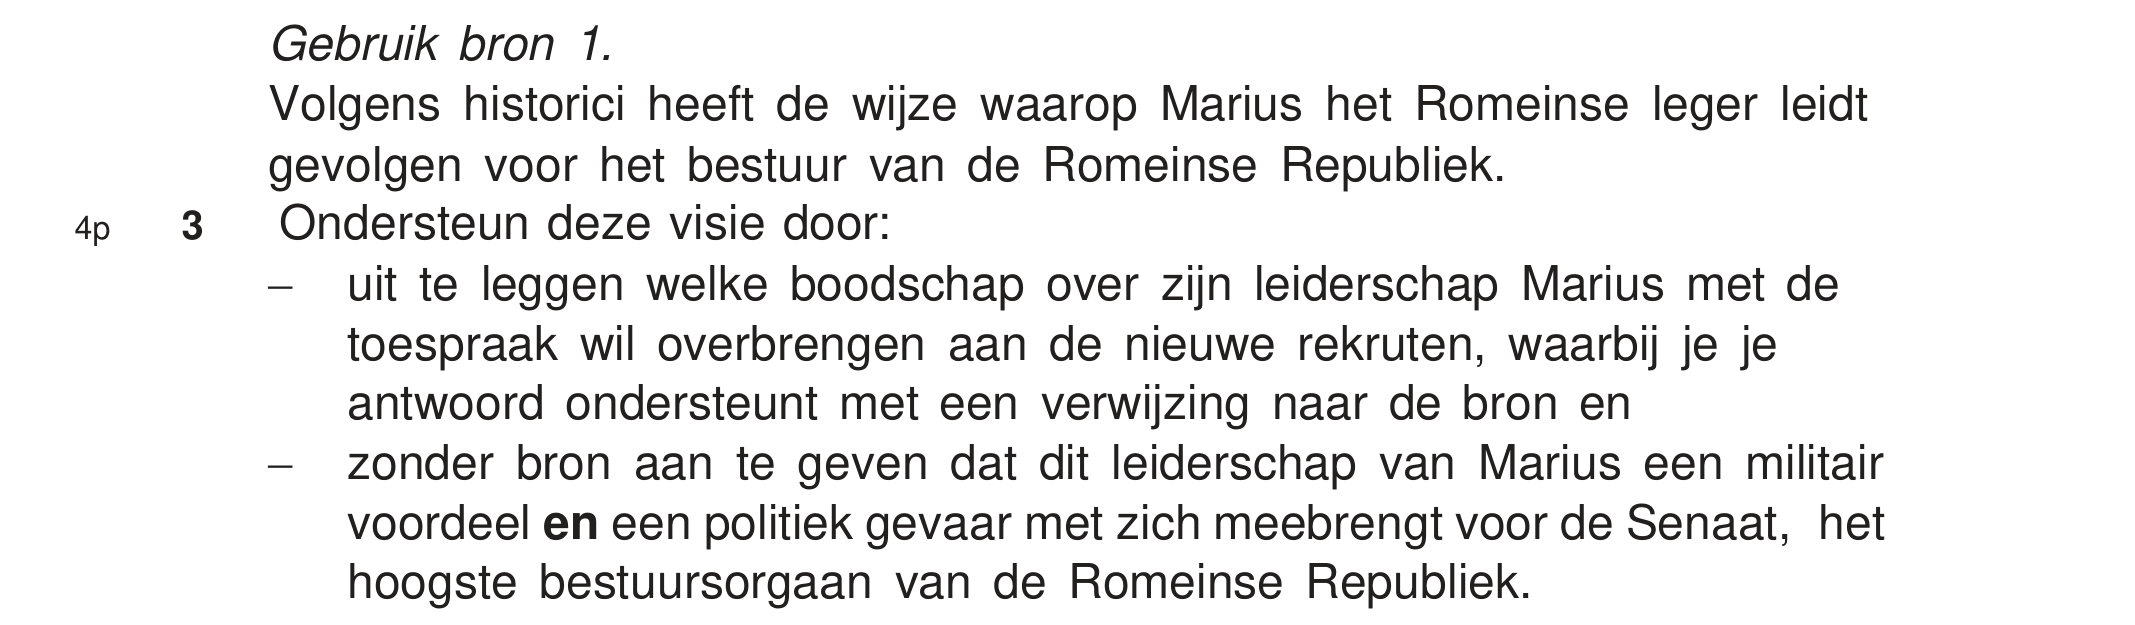 Gebruik bron 1.
Volgens historici heeft de wijze waarop Marius het Romeinse leger leidt
gevolgen voor het bestuur van de Romeinse Republiek.
4p 3 Ondersteun deze visie door:
– uit te leggen welke boodschap over zijn leiderschap Marius met de
toespraak wil overbrengen aan de nieuwe rekruten, waarbij je je
antwoord ondersteunt met een verwijzing naar de bron en
– zonder bron aan te geven dat dit leiderschap van Marius een militair
voordeel en een politiek gevaar met zich meebrengt voor de Senaat, het
hoogste bestuursorgaan van de Romeinse Republiek.